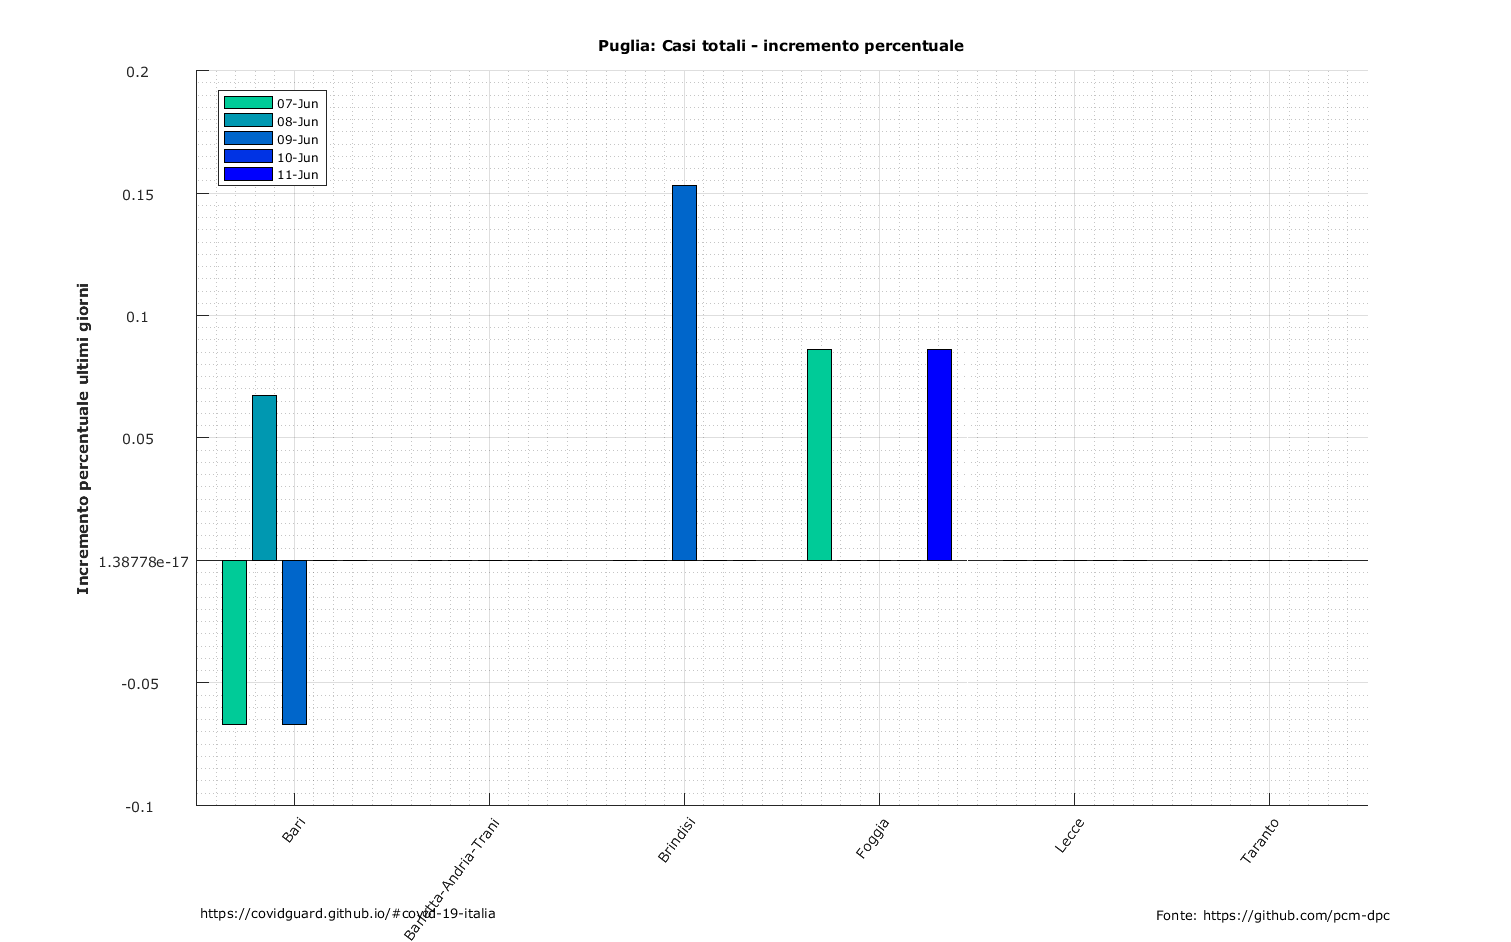 Puglia: Casi totali - incremento percentuale
0.2
0.15
0.1
0.05
1.38778e-17
-0.05
-0.1
Incremento percentuale ultimi giorni
07-Jun
08-Jun
09-Jun
10-Jun
11-Jun
Bari
Barletta-Andria-Trani
Brindisi
Foggia
Lecce
Taranto
https://covidguard.github.io/#covid-19-italia
Fonte: https://github.com/pcm-dpc